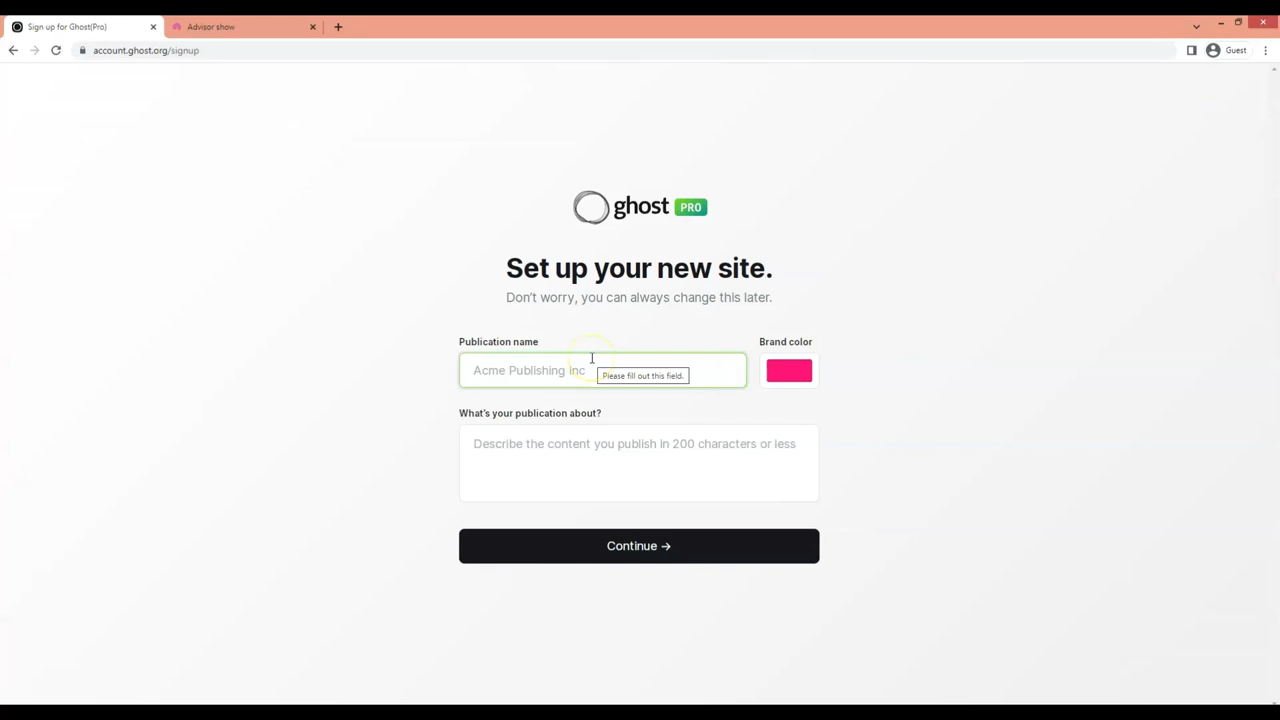 Sign up for Ghost(Pro)
Advisor show
account.ghost.org/signup
Guest
ghost PRO
Set up your new site.
Don't worry, you can always change this later.
Publication name
Brand color
Acme Publishing Inc
Please fill out this field.
What's your publication about?
Describe the content you publish in 200 characters or less
Continue →